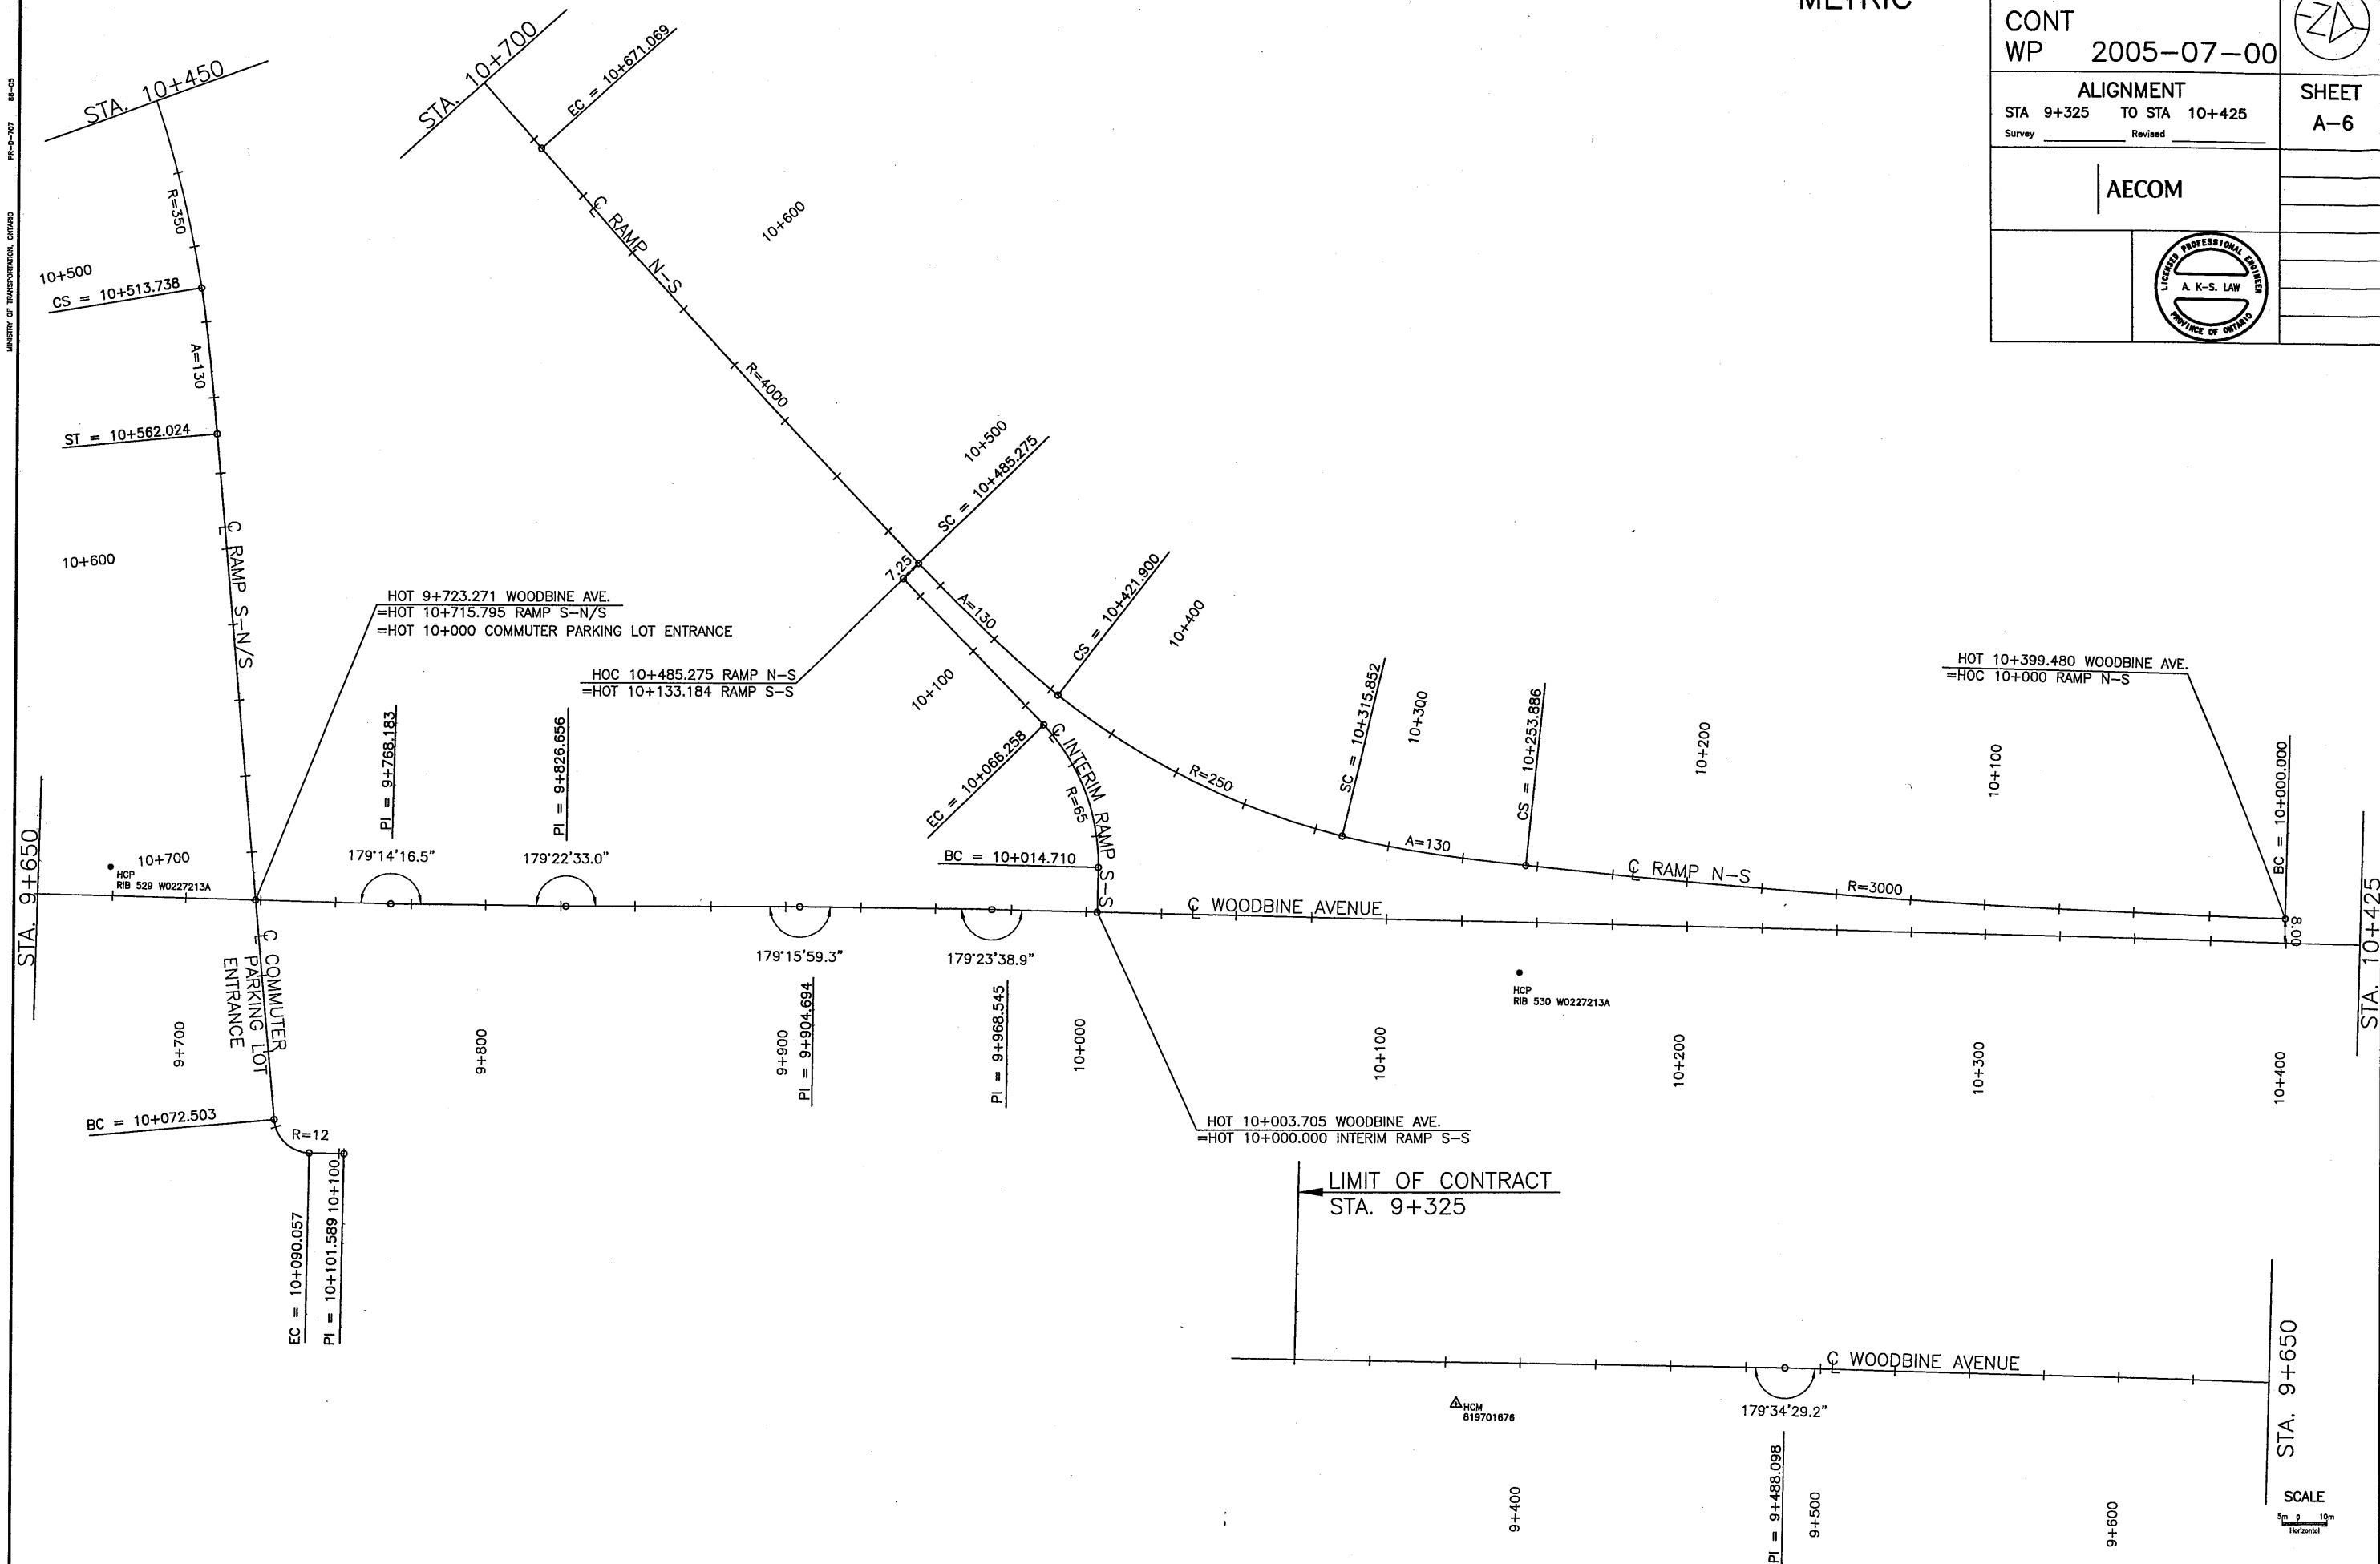 METRIC
CONT
WP 2005-07-00
ALIGNMENT
STA 9+325 TO STA 10+425
Survey Revised
SHEET
A-6
AECOM
LICENSED PROFESSIONAL ENGINEER
A. K-S. LAW
PROVINCE OF ONTARIO
MINISTRY OF TRANSPORTATION, ONTARIO PR-D-707 88-05
STA. 10+450
R=350
10+500
CS = 10+513.738
A=130
ST = 10+562.024
10+600
℄ RAMP S-N/S
10+700
HCP
RIB 529 W0227213A
STA. 9+650
STA. 10+700
EC = 10+671.069
℄ RAMP N-S
10+600
R=4000
10+500
SC = 10+485.275
7.25
A=130
CS = 10+421.900
10+400
HOT 9+723.271 WOODBINE AVE.
=HOT 10+715.795 RAMP S-N/S
=HOT 10+000 COMMUTER PARKING LOT ENTRANCE
HOC 10+485.275 RAMP N-S
=HOT 10+133.184 RAMP S-S
10+100
PI = 9+768.183
179°14'16.5"
PI = 9+826.656
179°22'33.0"
EC = 10+066.258
℄ INTERIM RAMP S-S
R=65
BC = 10+014.710
R=250
SC = 10+315.852
10+300
A=130
CS = 10+253.886
10+200
℄ RAMP N-S
R=3000
10+100
HOT 10+399.480 WOODBINE AVE.
=HOC 10+000 RAMP N-S
BC = 10+000.000
8.00
STA. 10+425
℄ WOODBINE AVENUE
179°15'59.3"
PI = 9+904.694
179°23'38.9"
PI = 9+968.545
HCP
RIB 530 W0227213A
℄ COMMUTER
PARKING LOT
ENTRANCE
9+700
9+800
9+900
10+000
10+100
10+200
10+300
10+400
BC = 10+072.503
R=12
EC = 10+090.057
PI = 10+101.589
10+100
HOT 10+003.705 WOODBINE AVE.
=HOT 10+000.000 INTERIM RAMP S-S
LIMIT OF CONTRACT
STA. 9+325
℄ WOODBINE AVENUE
HCM
819701676
179°34'29.2"
PI = 9+488.098
9+400
9+500
9+600
STA. 9+650
SCALE
5m 0 10m
Horizontal